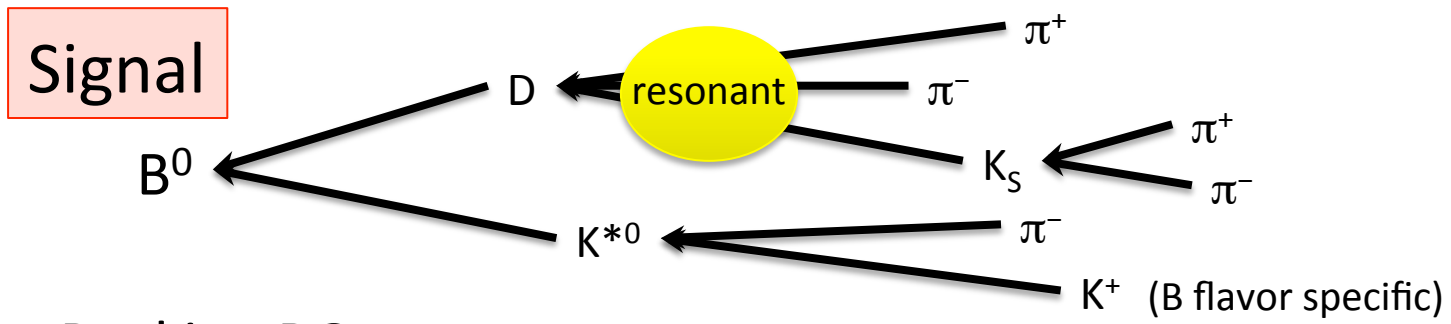 Signal
π⁺
D
resonant
π⁻
π⁺
B⁰
K_S
π⁻
K*⁰
π⁻
K⁺ (B flavor specific)